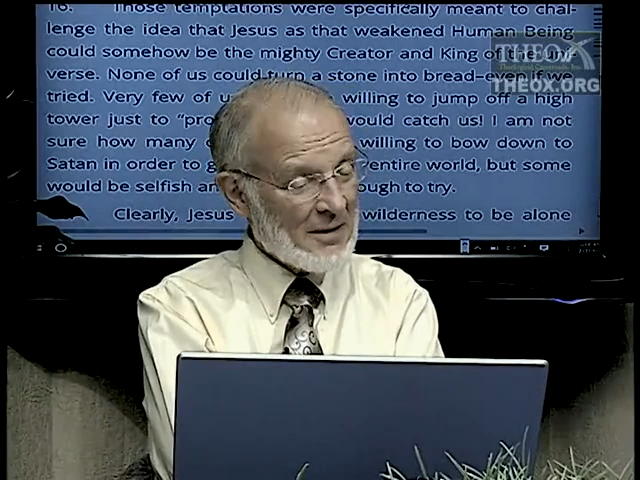 16. Those temptations were specifically meant to chal-
lenge the idea that Jesus as that weakened Human Being
could somehow be the mighty Creator and King of the uni-
verse. None of us could turn a stone into bread–even if we
tried. Very few of u willing to jump off a high
tower just to “pro would catch us! I am not
sure how many willing to bow down to
Satan in order to g entire world, but some
would be selfish an ough to try.
Clearly, Jesus wilderness to be alone
THEOX
THEOX.ORG